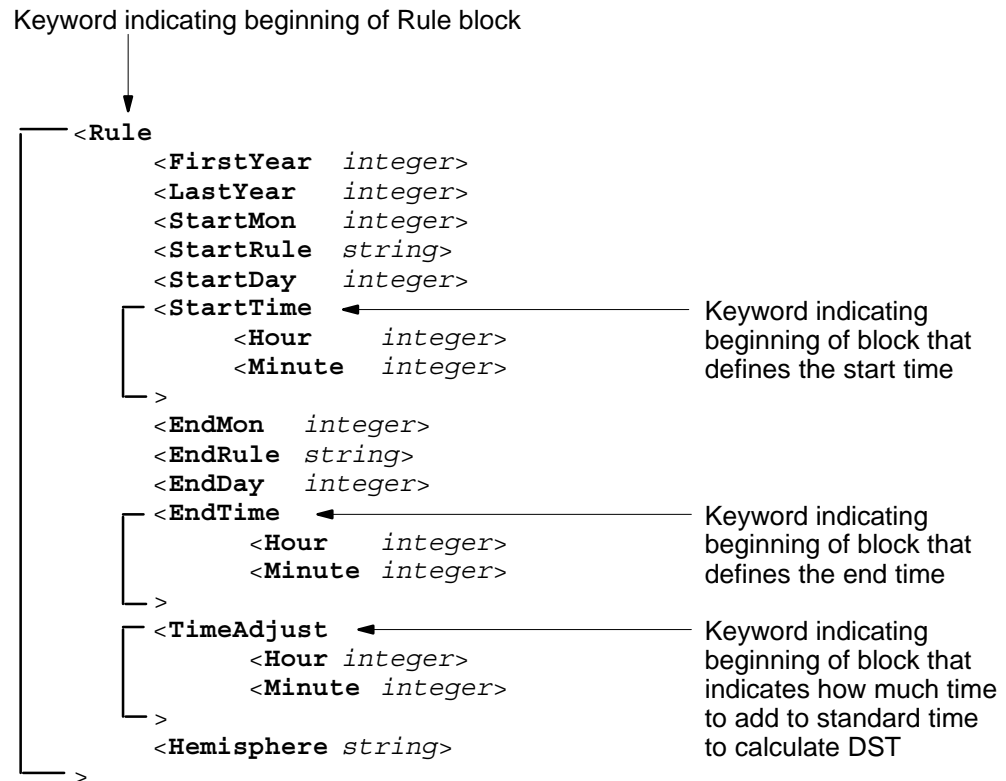 Keyword indicating beginning of Rule block
<Rule
<FirstYear integer>
<LastYear integer>
<StartMon integer>
<StartRule string>
<StartDay integer>
<StartTime
<Hour integer>
<Minute integer>
>
Keyword indicating
beginning of block that
defines the start time
<EndMon integer>
<EndRule string>
<EndDay integer>
<EndTime
<Hour integer>
<Minute integer>
>
Keyword indicating
beginning of block that
defines the end time
<TimeAdjust
<Hour integer>
<Minute integer>
>
Keyword indicating
beginning of block that
indicates how much time
to add to standard time
to calculate DST
<Hemisphere string>
>